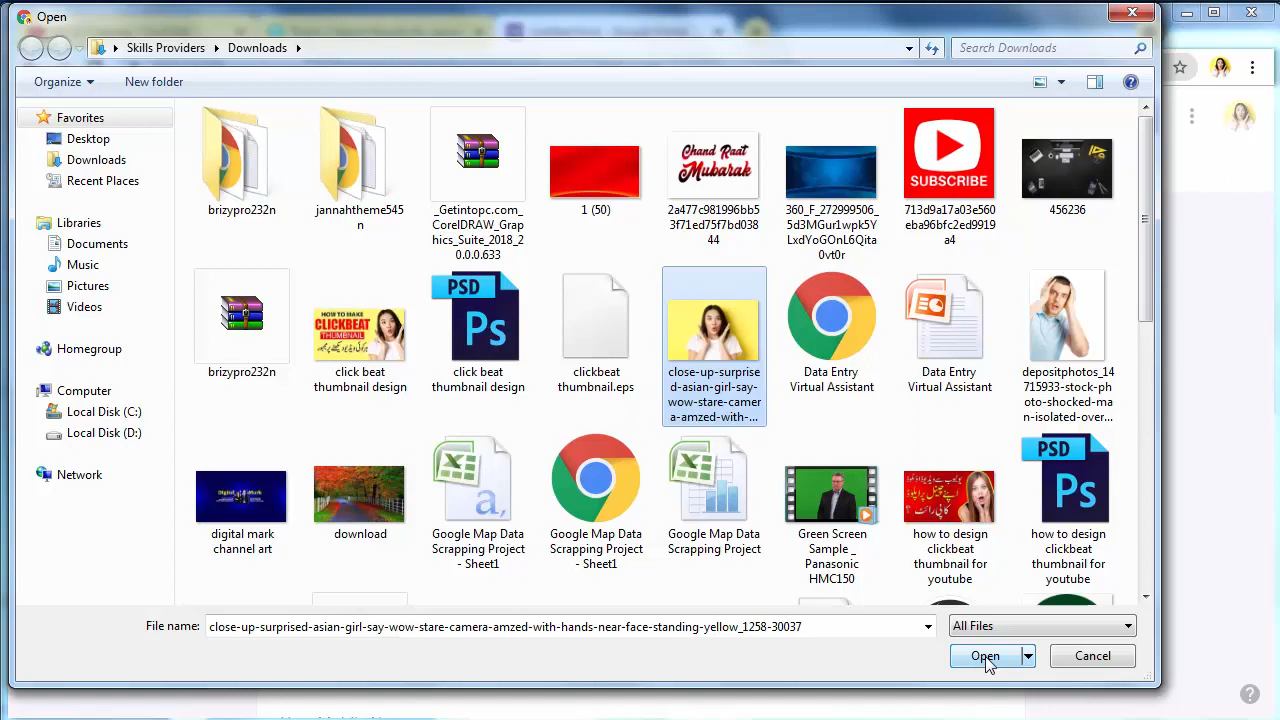 Open
Skills Providers
Downloads
Search Downloads
Organize
New folder
Favorites
Desktop
Downloads
Recent Places
Libraries
Documents
Music
Pictures
Videos
Homegroup
Computer
Local Disk (C:)
Local Disk (D:)
Network
brizypro232n
jannahtheme545
n
_Getintopc.com_
CorelDRAW_Grap
hics_Suite_2018_2
0.0.0.633
1 (50)
Chand Raat
Mubarak
2a477c981996bb5
3f71ed75f7bd038
44
360_F_272999506_
5d3MGur1wpk5Y
LxdYoGOnL6Qita
0vt0r
SUBSCRIBE
713d9a17a03e560
eba96bfc2ed9919
a4
456236
brizypro232n
HOW TO MAKE
CLICKBEAT
THUMBNAIL
click beat
thumbnail design
PSD
Ps
click beat
thumbnail design
clickbeat
thumbnail.eps
close-up-surprise
d-asian-girl-say-
wow-stare-camer
a-amzed-with-...
Data Entry
Virtual Assistant
Data Entry
Virtual Assistant
depositphotos_14
715933-stock-ph
oto-shocked-ma
n-isolated-over...
digital mark
channel art
download
a,
Google Map Data
Scrapping Project
- Sheet1
Google Map Data
Scrapping Project
- Sheet1
Google Map Data
Scrapping Project
Green Screen
Sample _
Panasonic
HMC150
how to design
clickbeat
thumbnail for
youtube
PSD
Ps
how to design
clickbeat
thumbnail for
youtube
File name:
close-up-surprised-asian-girl-say-wow-stare-camera-amzed-with-hands-near-face-standing-yellow_1258-30037
All Files
Open
Cancel